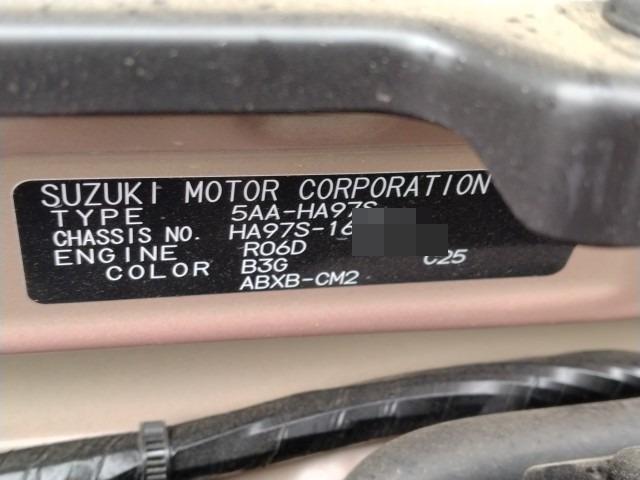 SUZUKI MOTOR CORPORATION
TYPE 5AA-HA97S
CHASSIS NO. HA97S-16
ENGINE R06D
COLOR B3G C25
ABXB-CM2